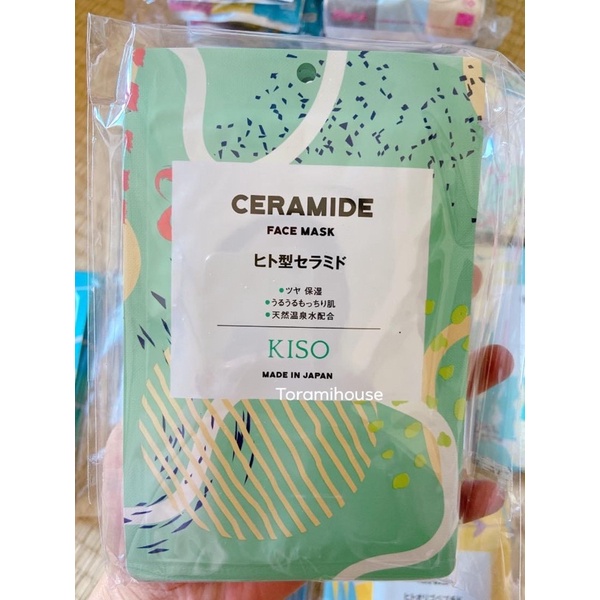 CERAMIDE
FACE MASK
ヒト型セラミド
●ツヤ 保湿
●うるうるもっちり肌
●天然温泉水配合
KISO
MADE IN JAPAN
Toramihouse